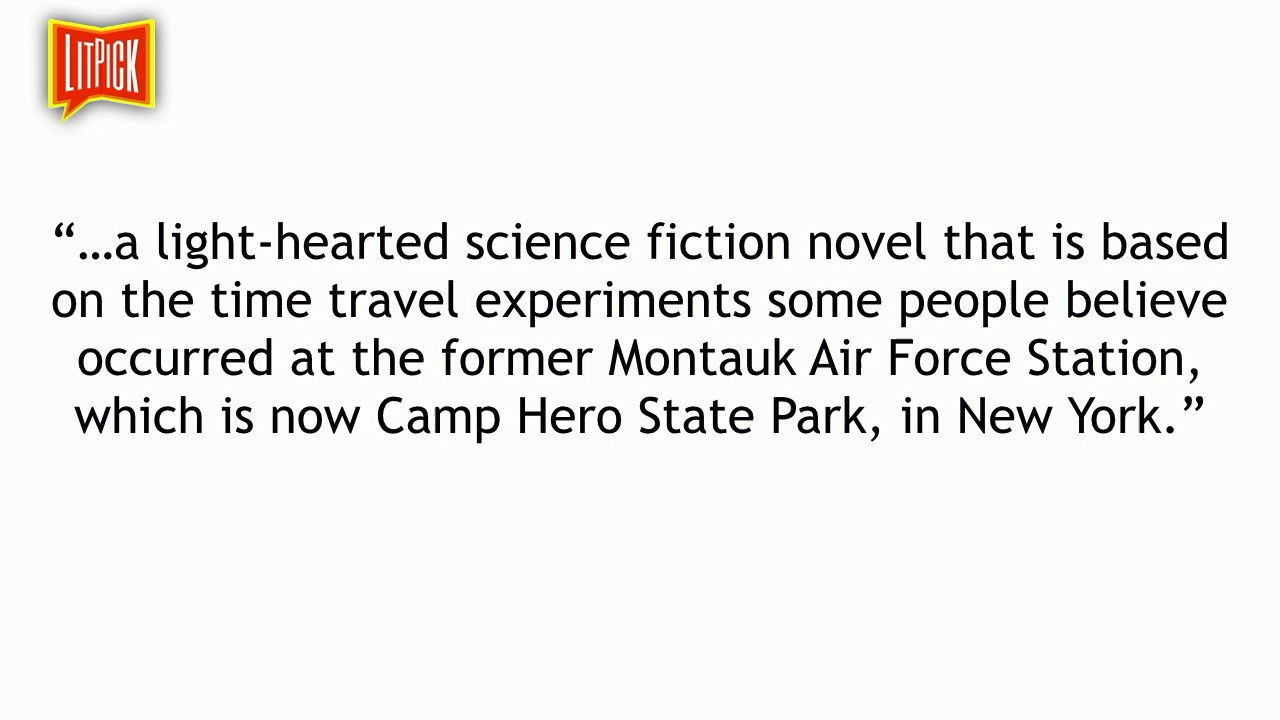 LITPICK
“…a light-hearted science fiction novel that is based
on the time travel experiments some people believe
occurred at the former Montauk Air Force Station,
which is now Camp Hero State Park, in New York.”